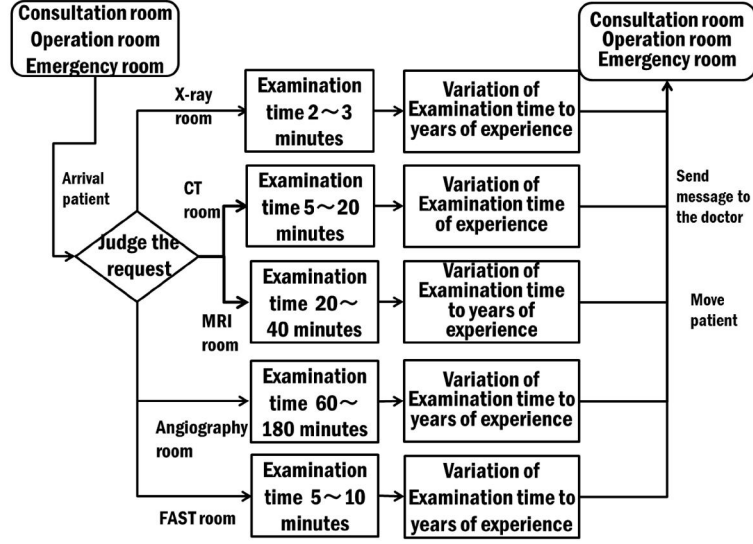 Consultation room
Operation room
Emergency room
Consultation room
Operation room
Emergency room
X-ray
room
Examination
time 2～3
minutes
Variation of
Examination time to
years of experience
Arrival
patient
CT
room
Examination
time 5～20
minutes
Variation of
Examination time
of experience
Send
message to
the doctor
Judge the
request
MRI
room
Examination
time 20～
40 minutes
Variation of
Examination time
to years of
experience
Move
patient
Angiography
room
Examination
time 60～
180 minutes
Variation of
Examination time to
years of experience
FAST room
Examination
time 5～10
minutes
Variation of
Examination time to
years of experience